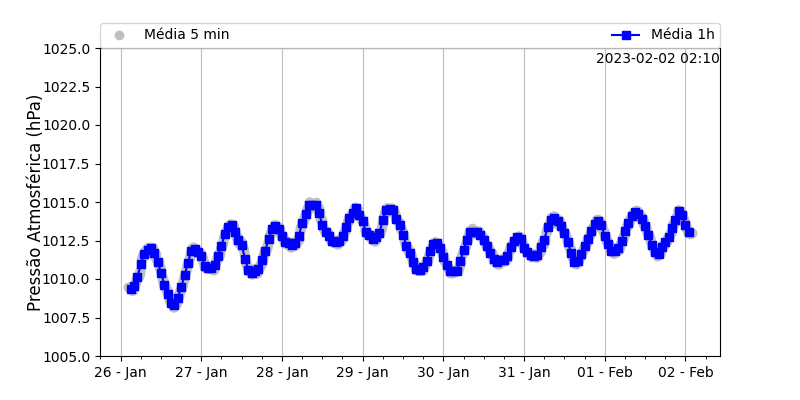 Média 5 min
Média 1h
2023-02-02 02:10
Pressão Atmosférica (hPa)
1025.0
1022.5
1020.0
1017.5
1015.0
1012.5
1010.0
1007.5
1005.0
26 - Jan 27 - Jan 28 - Jan 29 - Jan 30 - Jan 31 - Jan 01 - Feb 02 - Feb